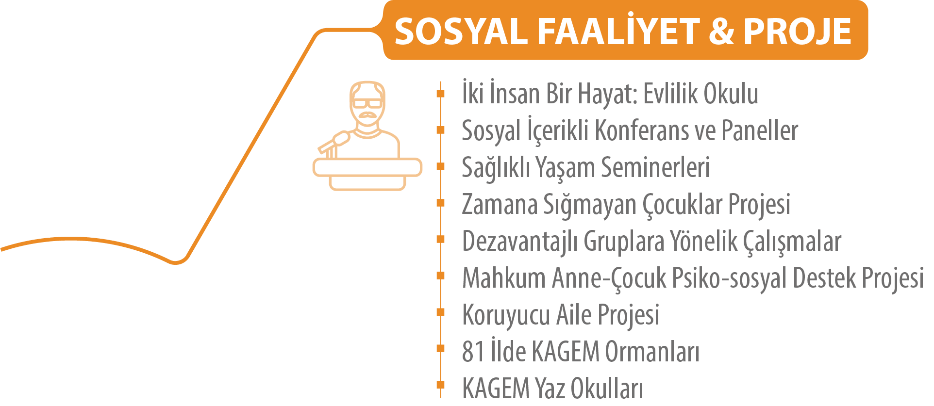 SOSYAL FAALİYET & PROJE
İki İnsan Bir Hayat: Evlilik Okulu
Sosyal İçerikli Konferans ve Paneller
Sağlıklı Yaşam Seminerleri
Zamana Sığmayan Çocuklar Projesi
Dezavantajlı Gruplara Yönelik Çalışmalar
Mahkum Anne-Çocuk Psiko-sosyal Destek Projesi
Koruyucu Aile Projesi
81 İlde KAGEM Ormanları
KAGEM Yaz Okulları